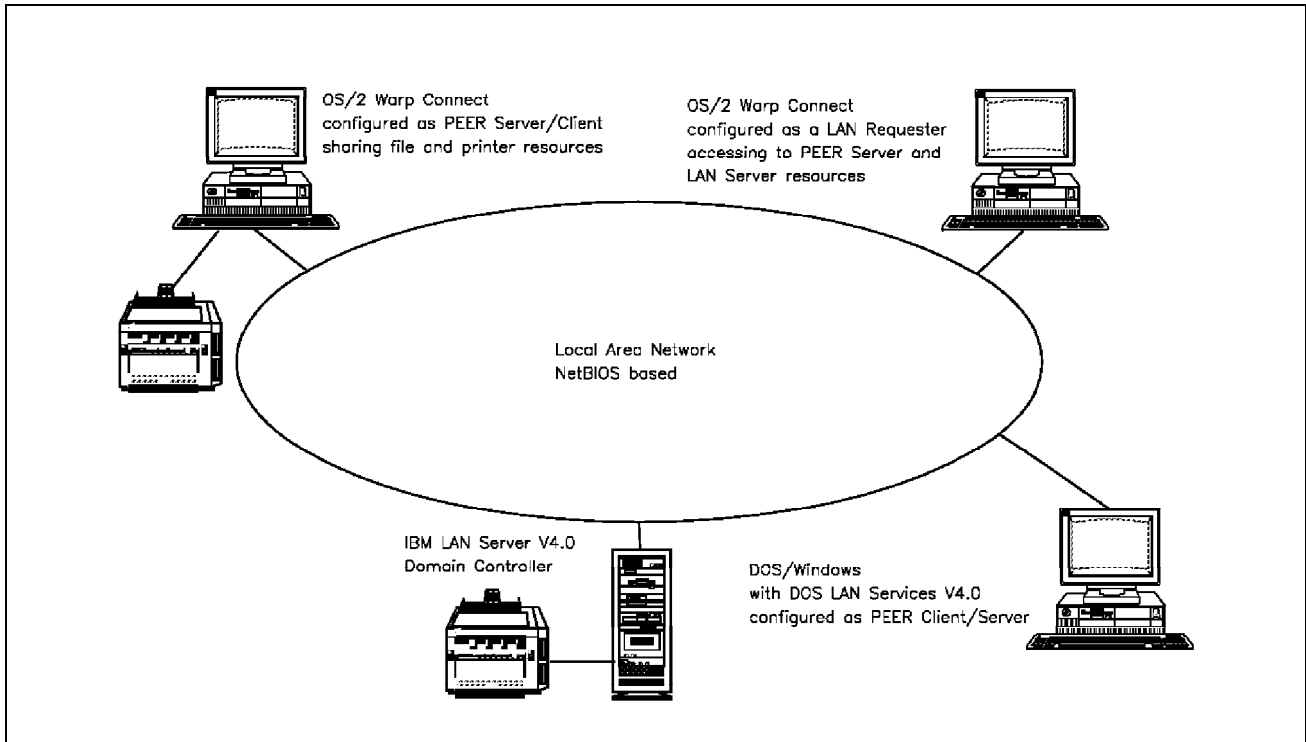 OS/2 Warp Connect
configured as PEER Server/Client
sharing file and printer resources
OS/2 Warp Connect
configured as a LAN Requester
accessing to PEER Server and
LAN Server resources
Local Area Network
NetBIOS based
IBM LAN Server V4.0
Domain Controller
DOS/Windows
with DOS LAN Services V4.0
configured as PEER Client/Server